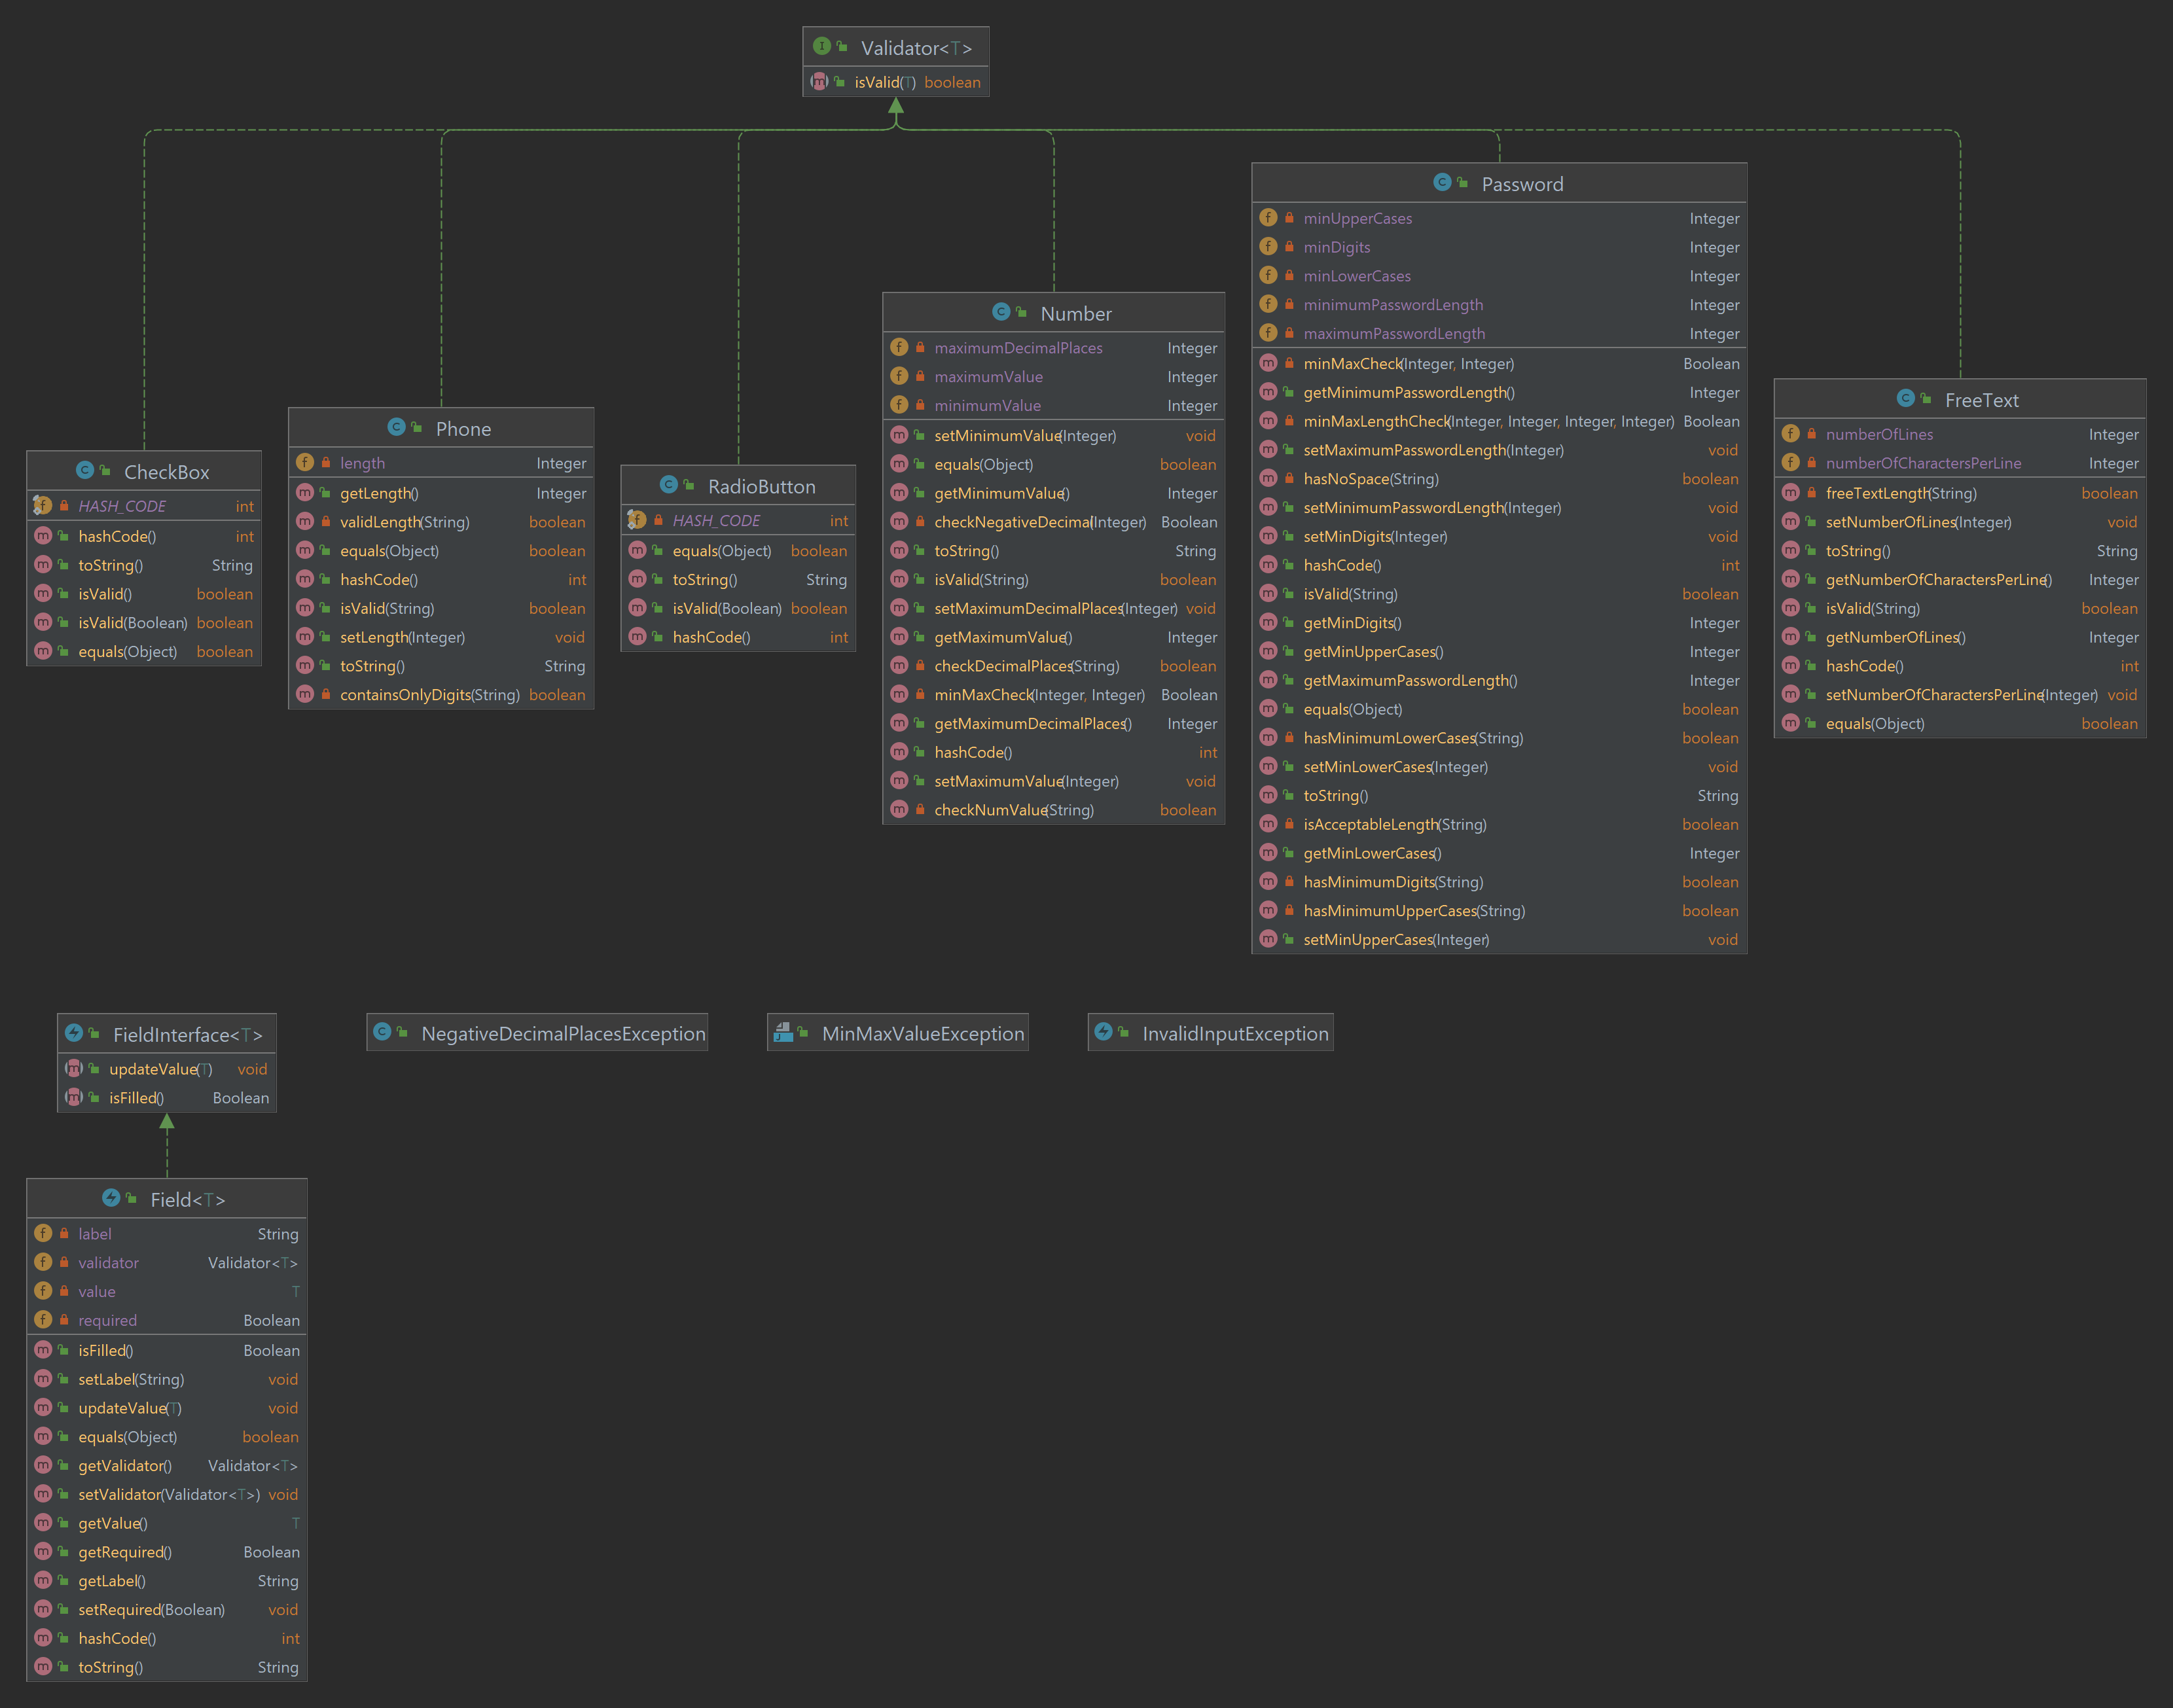 Validator<T>
isValid(T) boolean
CheckBox
HASH_CODE int
hashCode() int
toString() String
isValid() boolean
isValid(Boolean) boolean
equals(Object) boolean
Phone
length Integer
getLength() Integer
validLength(String) boolean
equals(Object) boolean
hashCode() int
isValid(String) boolean
setLength(Integer) void
toString() String
containsOnlyDigits(String) boolean
RadioButton
HASH_CODE int
equals(Object) boolean
toString() String
isValid(Boolean) boolean
hashCode() int
Number
maximumDecimalPlaces Integer
maximumValue Integer
minimumValue Integer
setMinimumValue(Integer) void
equals(Object) boolean
getMinimumValue() Integer
checkNegativeDecimal(Integer) Boolean
toString() String
isValid(String) boolean
setMaximumDecimalPlaces(Integer) void
getMaximumValue() Integer
checkDecimalPlaces(String) boolean
minMaxCheck(Integer, Integer) Boolean
getMaximumDecimalPlaces() Integer
hashCode() int
setMaximumValue(Integer) void
checkNumValue(String) boolean
Password
minUpperCases Integer
minDigits Integer
minLowerCases Integer
minimumPasswordLength Integer
maximumPasswordLength Integer
minMaxCheck(Integer, Integer) Boolean
getMinimumPasswordLength() Integer
minMaxLengthCheck(Integer, Integer, Integer, Integer) Boolean
setMaximumPasswordLength(Integer) void
hasNoSpace(String) boolean
setMinimumPasswordLength(Integer) void
setMinDigits(Integer) void
hashCode() int
isValid(String) boolean
getMinDigits() Integer
getMinUpperCases() Integer
getMaximumPasswordLength() Integer
equals(Object) boolean
hasMinimumLowerCases(String) boolean
setMinLowerCases(Integer) void
toString() String
isAcceptableLength(String) boolean
getMinLowerCases() Integer
hasMinimumDigits(String) boolean
hasMinimumUpperCases(String) boolean
setMinUpperCases(Integer) void
FreeText
numberOfLines Integer
numberOfCharactersPerLine Integer
freeTextLength(String) boolean
setNumberOfLines(Integer) void
toString() String
getNumberOfCharactersPerLine() Integer
isValid(String) boolean
getNumberOfLines() Integer
hashCode() int
setNumberOfCharactersPerLine(Integer) void
equals(Object) boolean
FieldInterface<T>
updateValue(T) void
isFilled() Boolean
NegativeDecimalPlacesException
MinMaxValueException
InvalidInputException
Field<T>
label String
validator Validator<T>
value T
required Boolean
isFilled() Boolean
setLabel(String) void
updateValue(T) void
equals(Object) boolean
getValidator() Validator<T>
setValidator(Validator<T>) void
getValue() T
getRequired() Boolean
getLabel() String
setRequired(Boolean) void
hashCode() int
toString() String